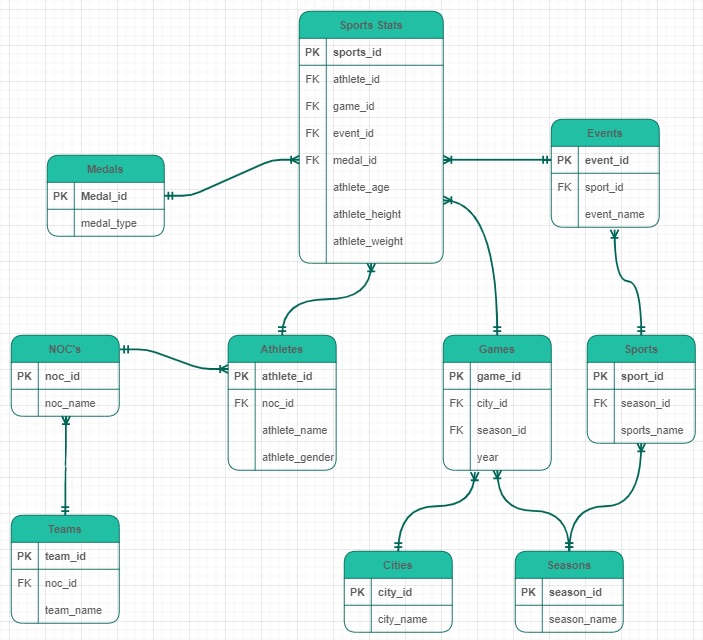 Sports Stats
PK sports_id
FK athlete_id
FK game_id
FK event_id
FK medal_id
athlete_age
athlete_height
athlete_weight
Events
PK event_id
FK sport_id
event_name
Medals
PK Medal_id
medal_type
NOC's
PK noc_id
noc_name
Athletes
PK athlete_id
FK noc_id
athlete_name
athlete_gender
Games
PK game_id
FK city_id
FK season_id
year
Sports
PK sport_id
FK season_id
sports_name
Teams
PK team_id
FK noc_id
team_name
Cities
PK city_id
city_name
Seasons
PK season_id
season_name